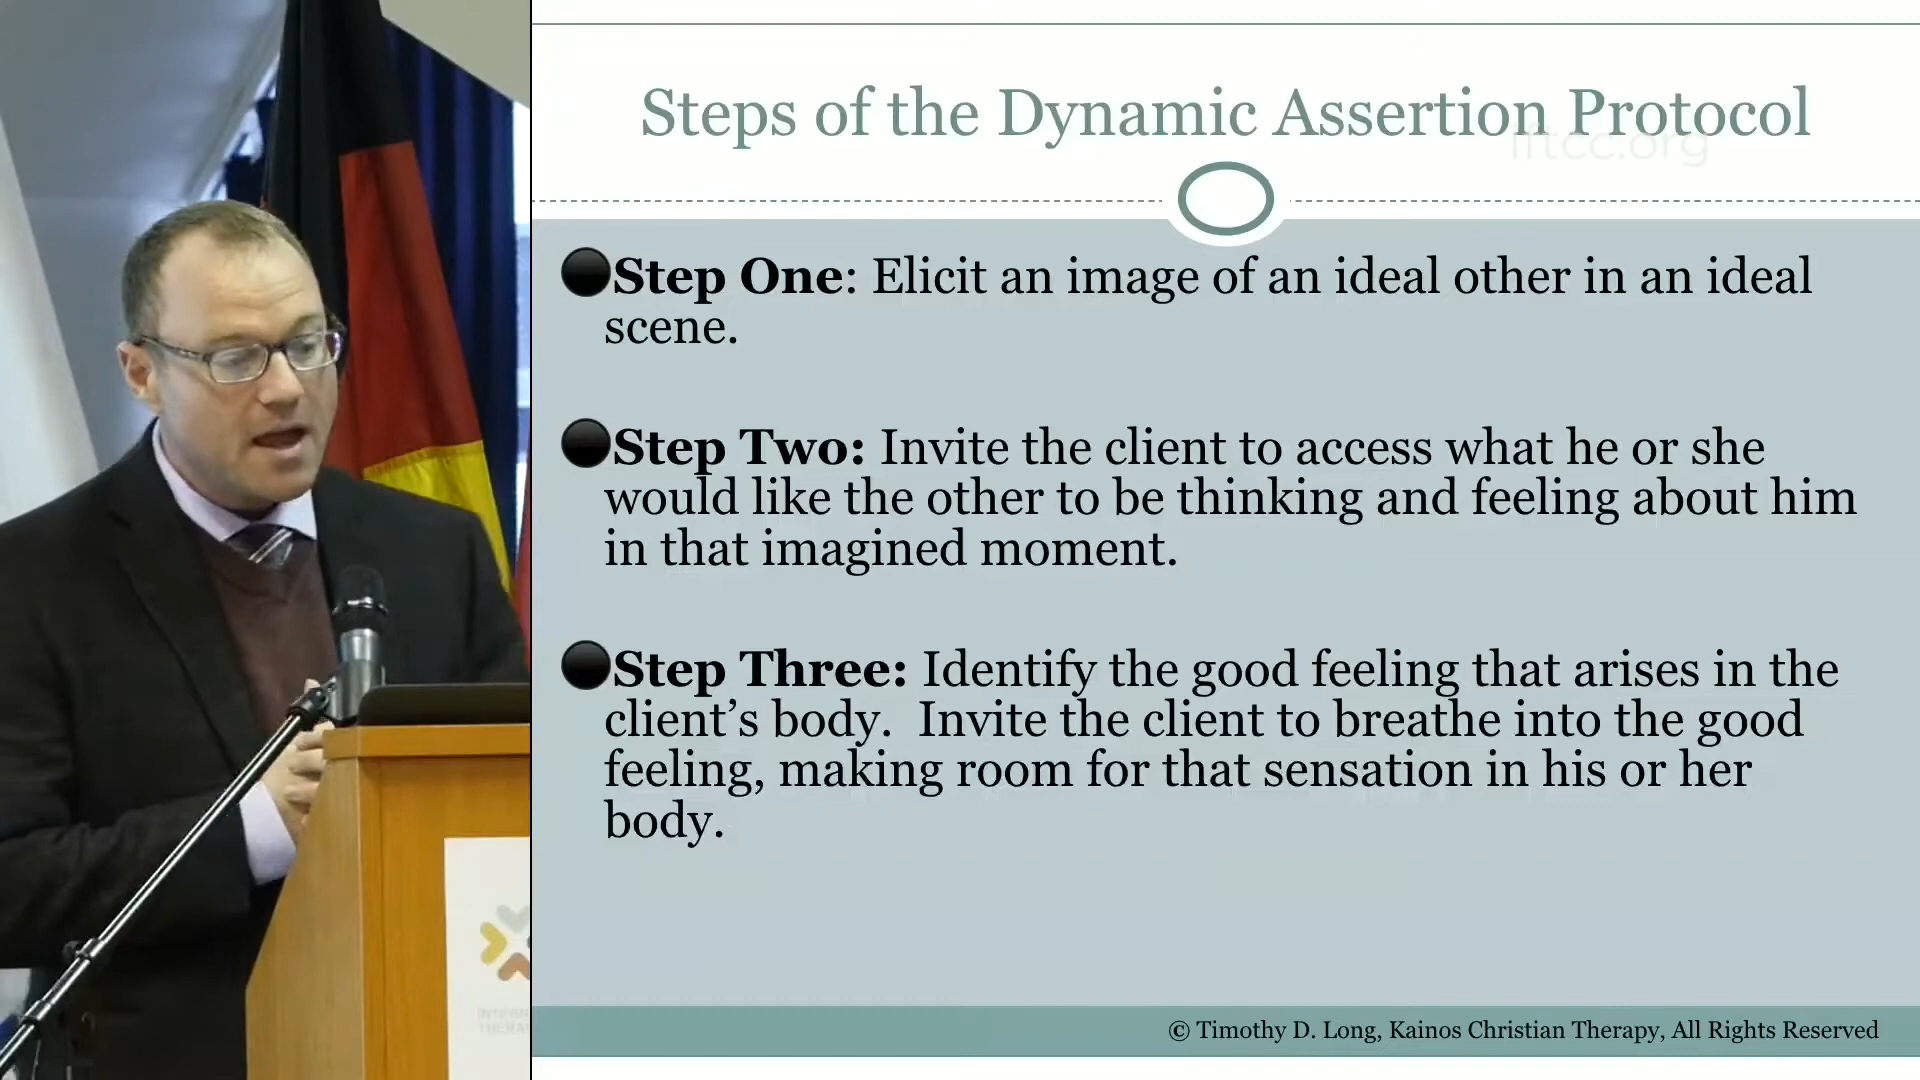 Steps of the Dynamic Assertion Protocol
iftcc.org
Step One: Elicit an image of an ideal other in an ideal
scene.
Step Two: Invite the client to access what he or she
would like the other to be thinking and feeling about him
in that imagined moment.
Step Three: Identify the good feeling that arises in the
client’s body.  Invite the client to breathe into the good
feeling, making room for that sensation in his or her
body.
© Timothy D. Long, Kainos Christian Therapy, All Rights Reserved